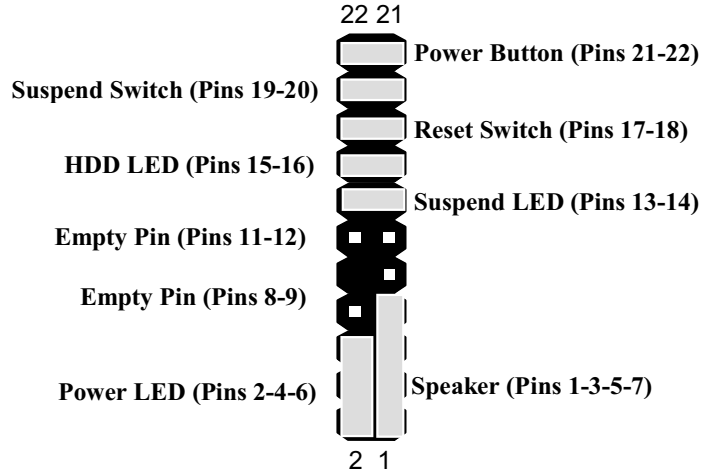 22 21
Power Button (Pins 21-22)
Suspend Switch (Pins 19-20)
Reset Switch (Pins 17-18)
HDD LED (Pins 15-16)
Suspend LED (Pins 13-14)
Empty Pin (Pins 11-12)
Empty Pin (Pins 8-9)
Power LED (Pins 2-4-6)
Speaker (Pins 1-3-5-7)
2 1